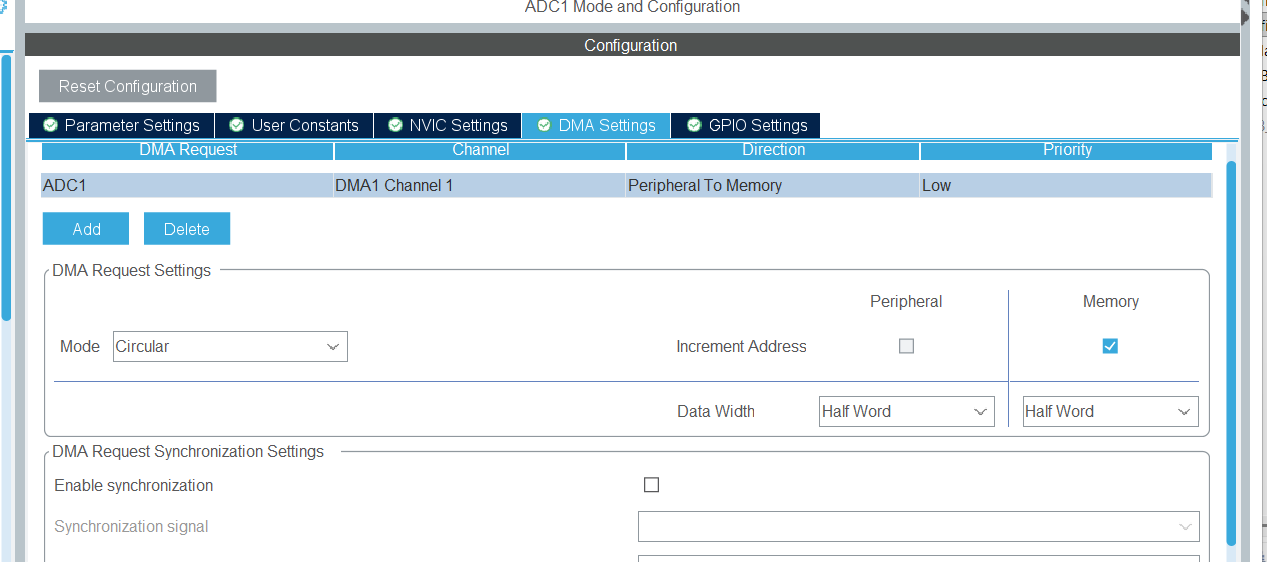 ADC1 Mode and Configuration
Configuration
Reset Configuration
Parameter Settings User Constants NVIC Settings DMA Settings GPIO Settings
DMA Request Channel Direction Priority
ADC1 DMA1 Channel 1 Peripheral To Memory Low
Add Delete
DMA Request Settings
Peripheral Memory
Mode Circular Increment Address
Data Width Half Word Half Word
DMA Request Synchronization Settings
Enable synchronization
Synchronization signal